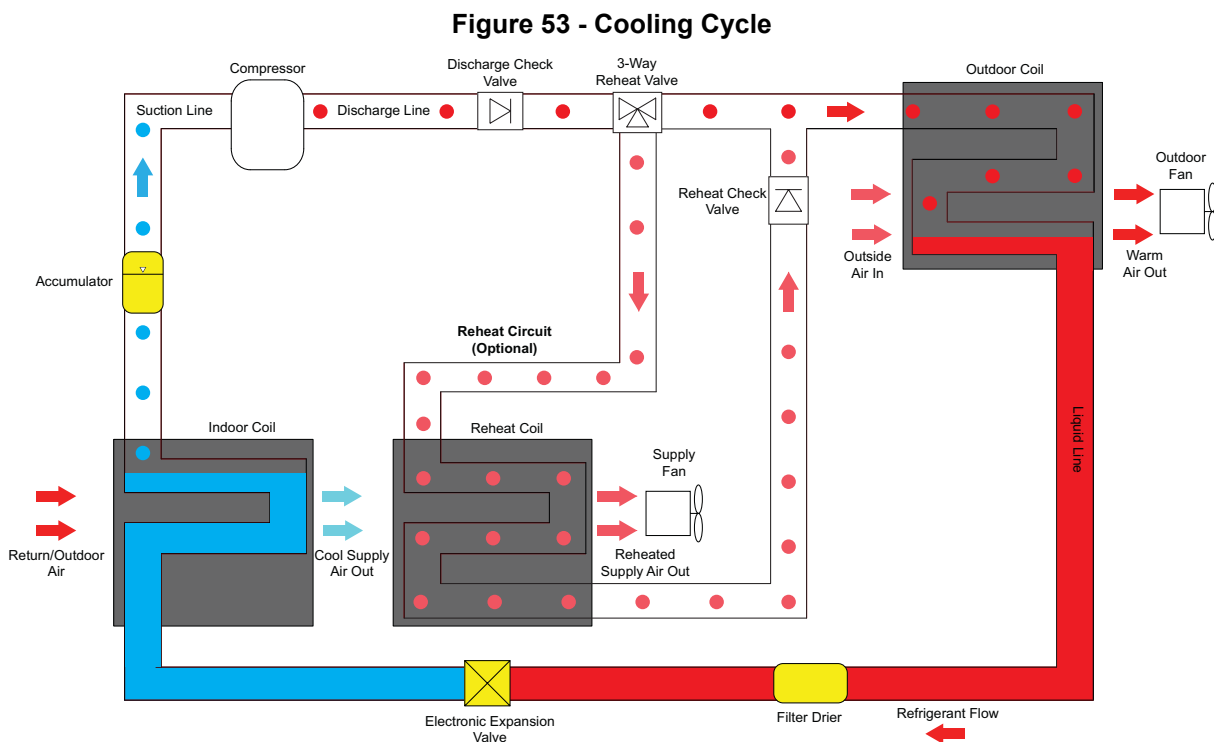 Figure 53 - Cooling Cycle
Compressor
Discharge Check
Valve
3-Way
Reheat Valve
Outdoor Coil
Suction Line
Discharge Line
Outdoor
Fan
Reheat Check
Valve
Outside
Air In
Warm
Air Out
Accumulator
Reheat Circuit
(Optional)
Liquid Line
Indoor Coil
Reheat Coil
Supply
Fan
Return/Outdoor
Air
Cool Supply
Air Out
Reheated
Supply Air Out
Electronic Expansion
Valve
Filter Drier
Refrigerant Flow